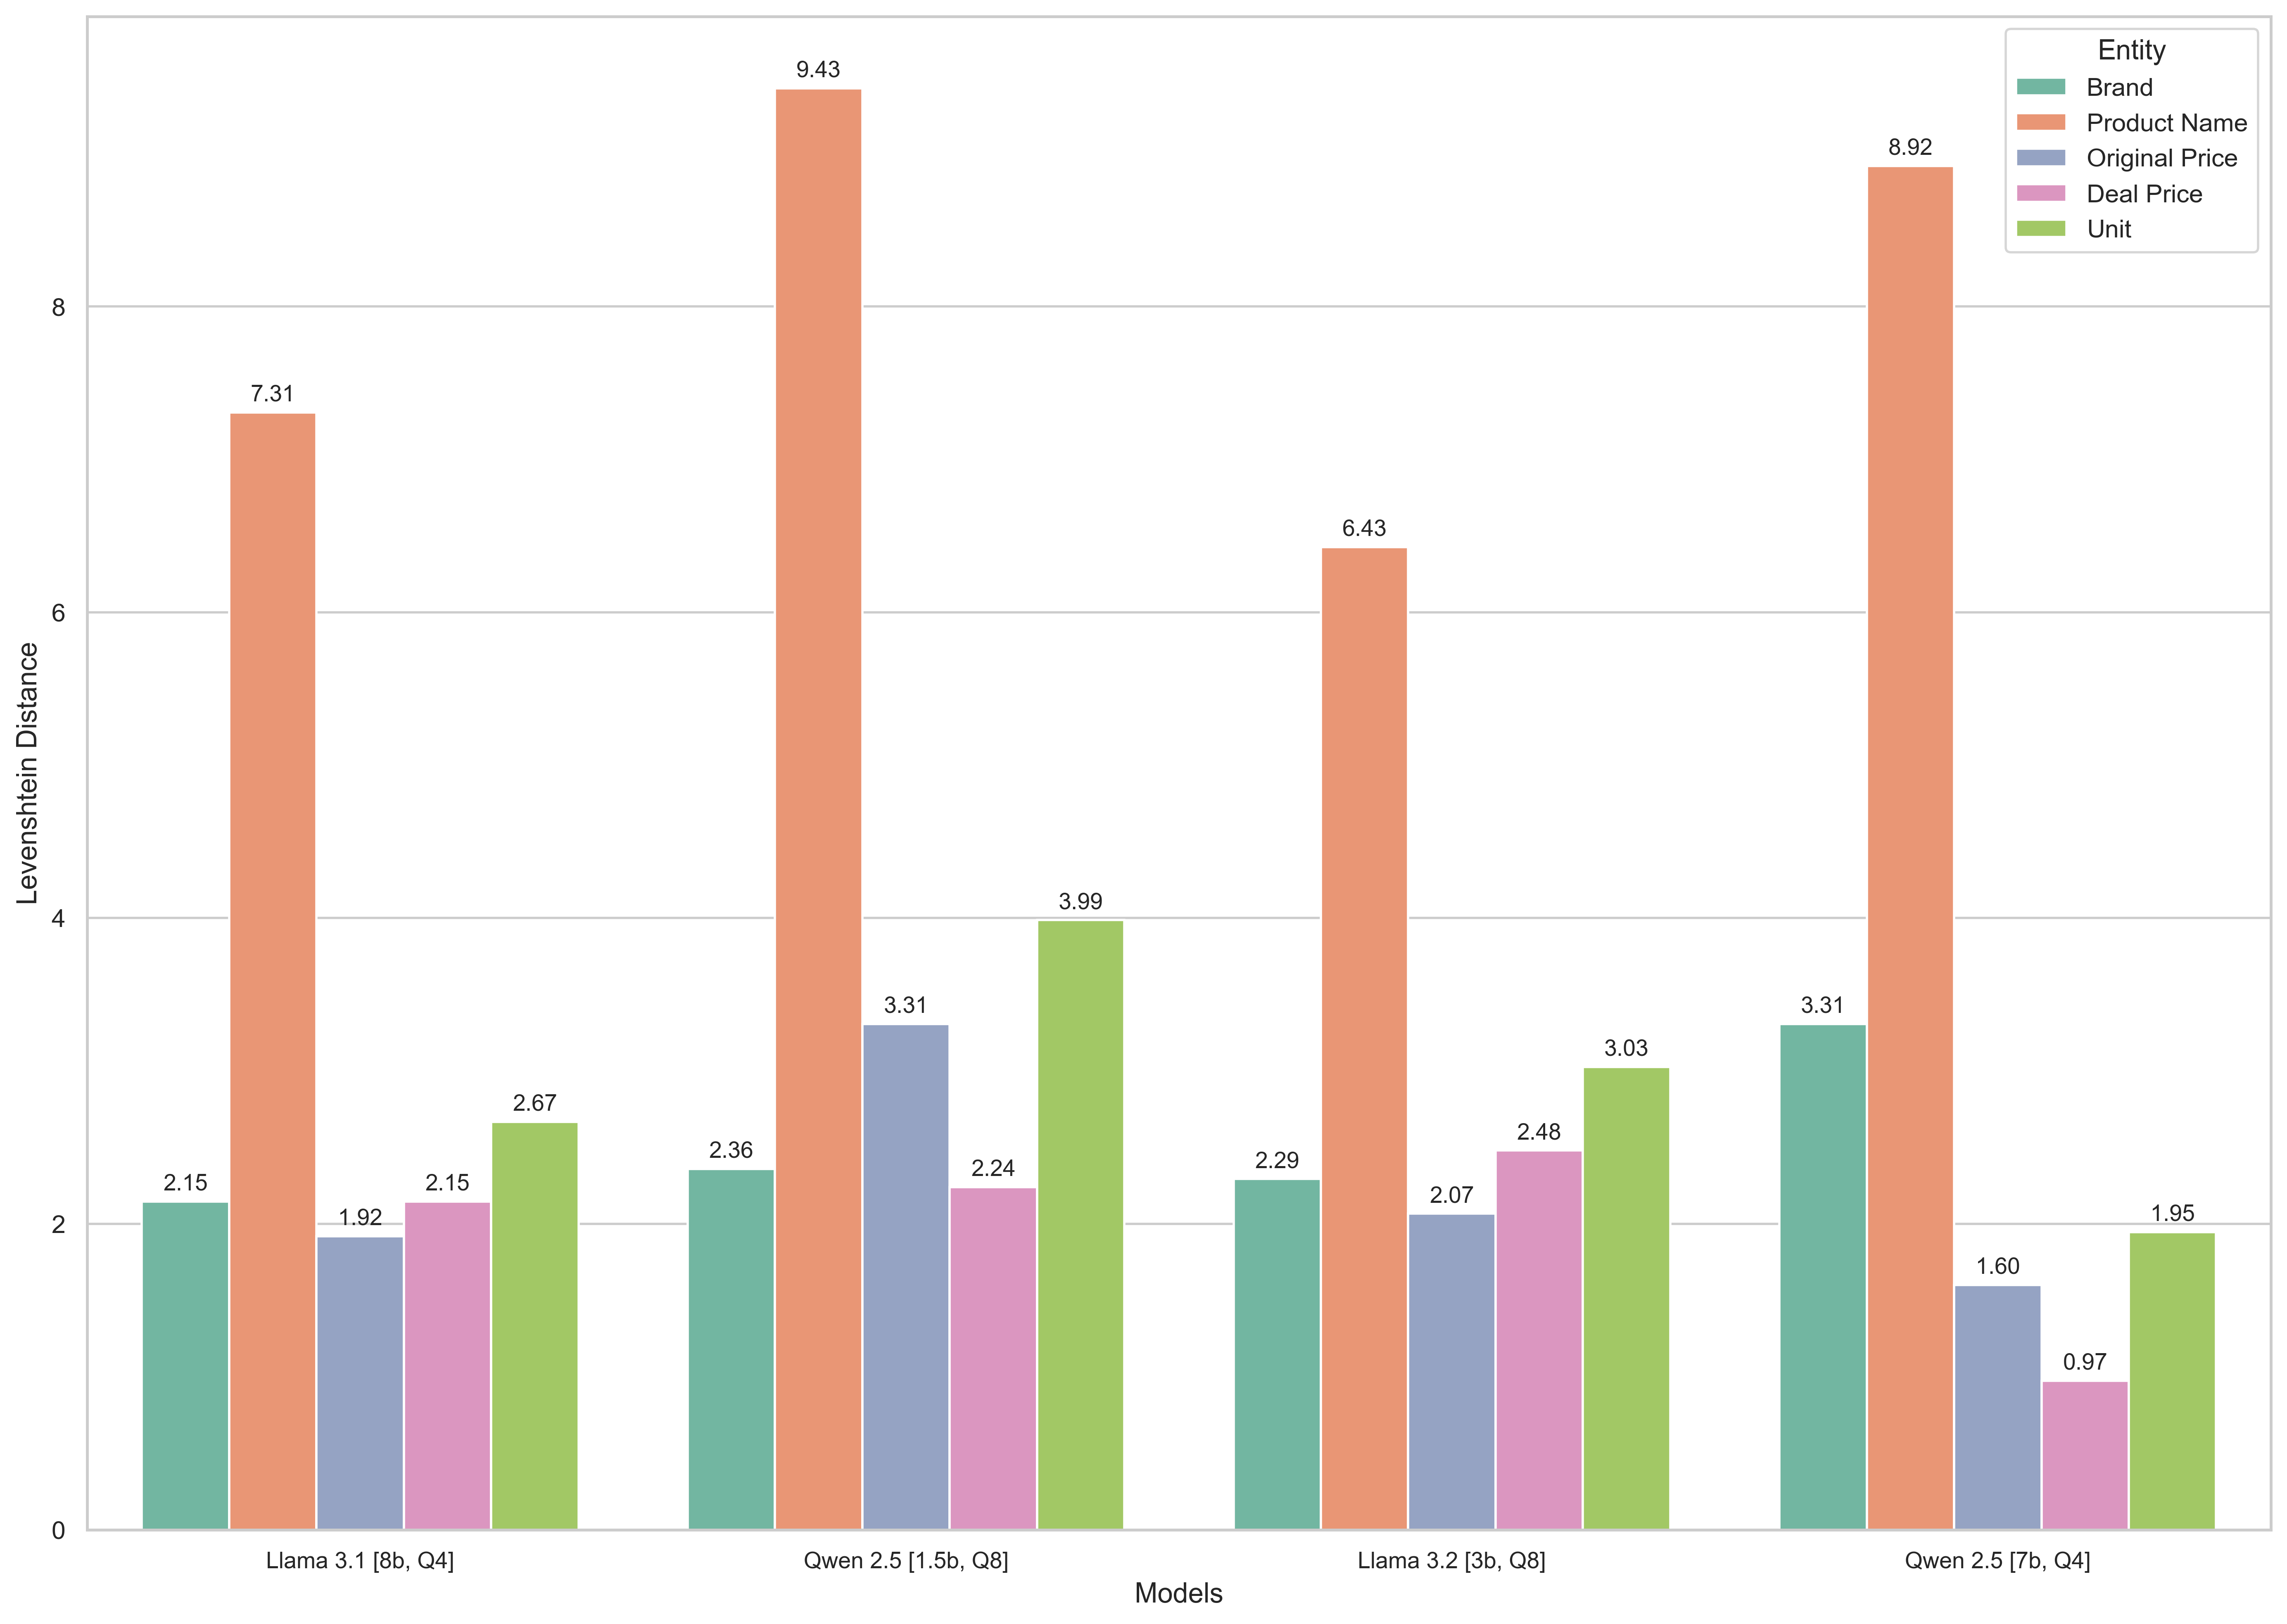 Entity
Brand
Product Name
Original Price
Deal Price
Unit
Levenshtein Distance
8
6
4
2
0
2.15
7.31
1.92
2.15
2.67
2.36
9.43
3.31
2.24
3.99
2.29
6.43
2.07
2.48
3.03
3.31
8.92
1.60
0.97
1.95
Llama 3.1 [8b, Q4]
Qwen 2.5 [1.5b, Q8]
Llama 3.2 [3b, Q8]
Qwen 2.5 [7b, Q4]
Models